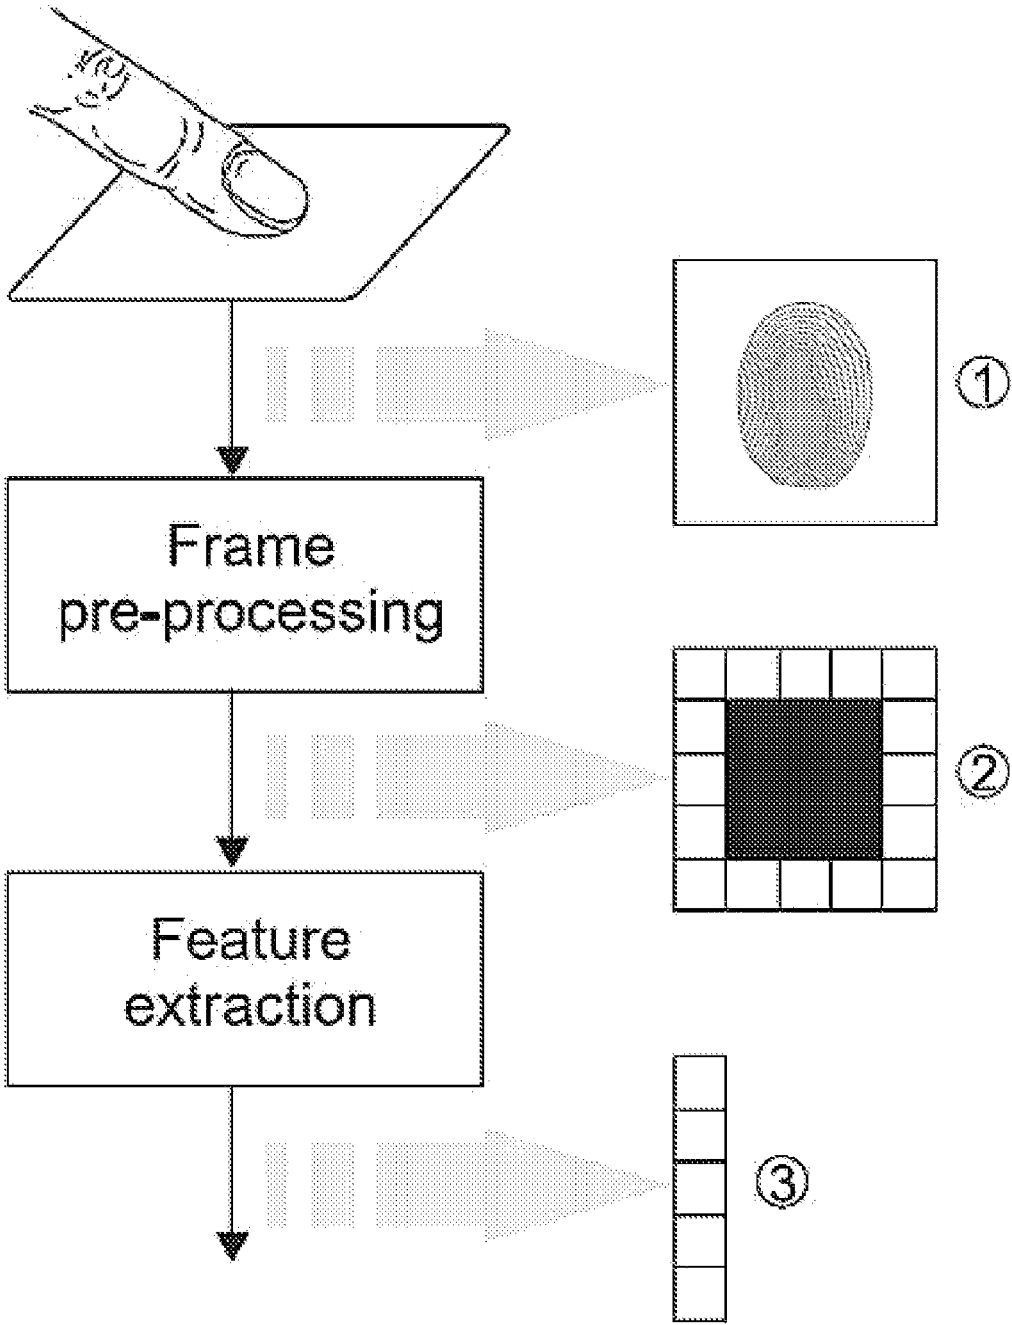 ①
Frame
pre-processing
②
Feature
extraction
③